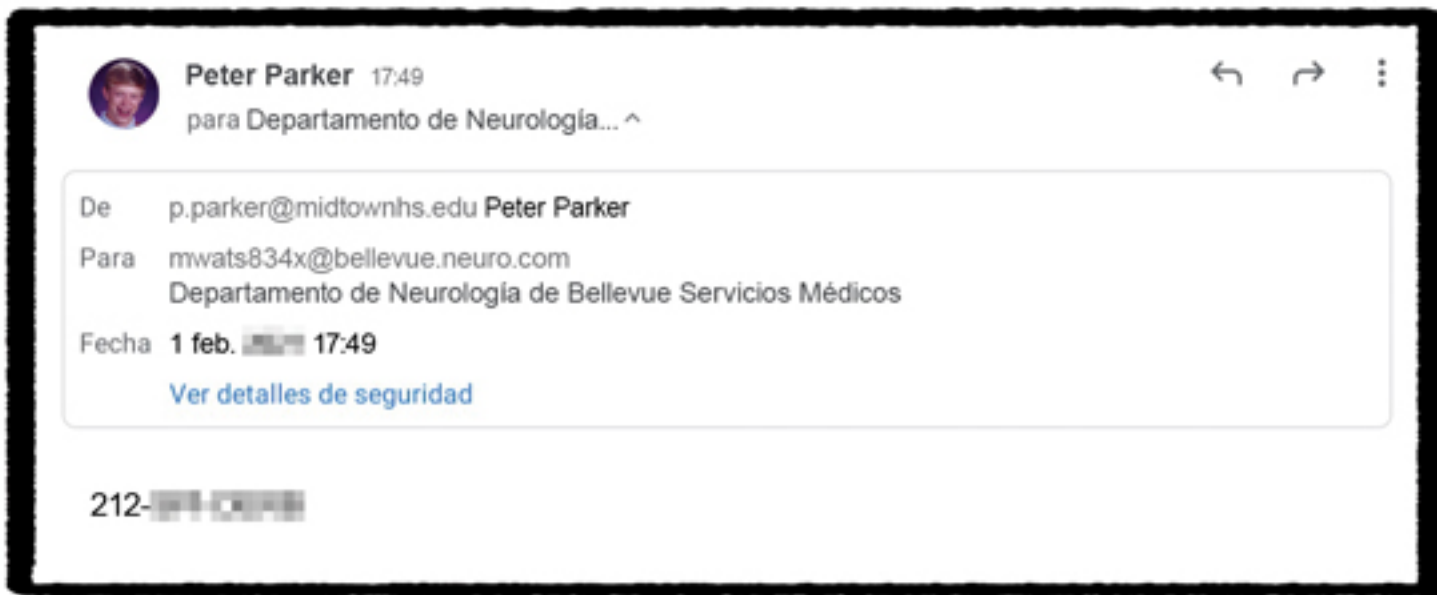 Peter Parker 17:49
para Departamento de Neurología...
De p.parker@midtownhs.edu Peter Parker
Para mwats834x@bellevue.neuro.com
Departamento de Neurología de Bellevue Servicios Médicos
Fecha 1 feb. 17:49
Ver detalles de seguridad
212-